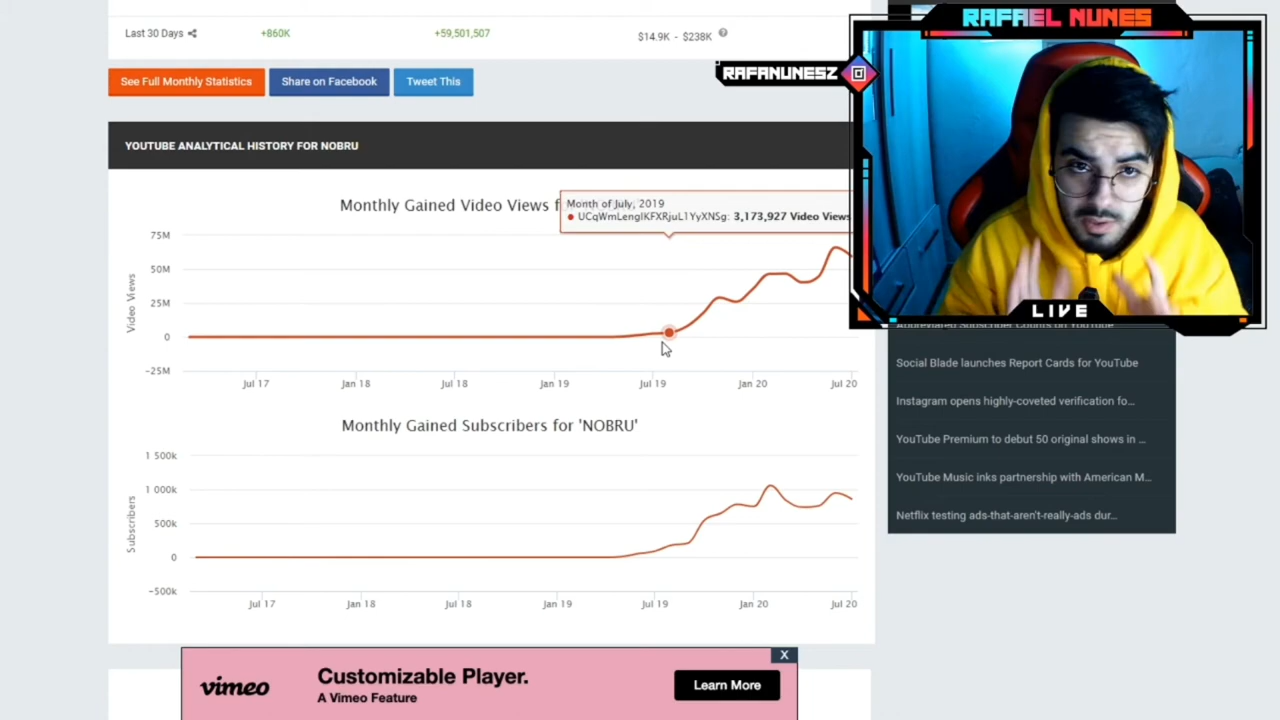 RAFAEL NUNES
Last 30 Days
+860K
+59,501,507
$14.9K - $238K
RAFANUNESZ
See Full Monthly Statistics
Share on Facebook
Tweet This
YOUTUBE ANALYTICAL HISTORY FOR NOBRU
Monthly Gained Video Views f
Month of July, 2019
3,173,927 Video Views
75M
50M
25M
0
-25M
Video Views
Jul 17
Jan 18
Jul 18
Jan 19
Jul 19
Jan 20
Jul 20
LIVE
Abbreviated Subscriber Counts on YouTube
Social Blade launches Report Cards for YouTube
Instagram opens highly-coveted verification fo...
YouTube Premium to debut 50 original shows in ...
YouTube Music inks partnership with American M...
Netflix testing ads-that-aren't-really-ads dur...
Monthly Gained Subscribers for 'NOBRU'
1 500k
1 000k
500k
0
-500k
Subscribers
Jul 17
Jan 18
Jul 18
Jan 19
Jul 19
Jan 20
Jul 20
X
vimeo
Customizable Player.
A Vimeo Feature
Learn More